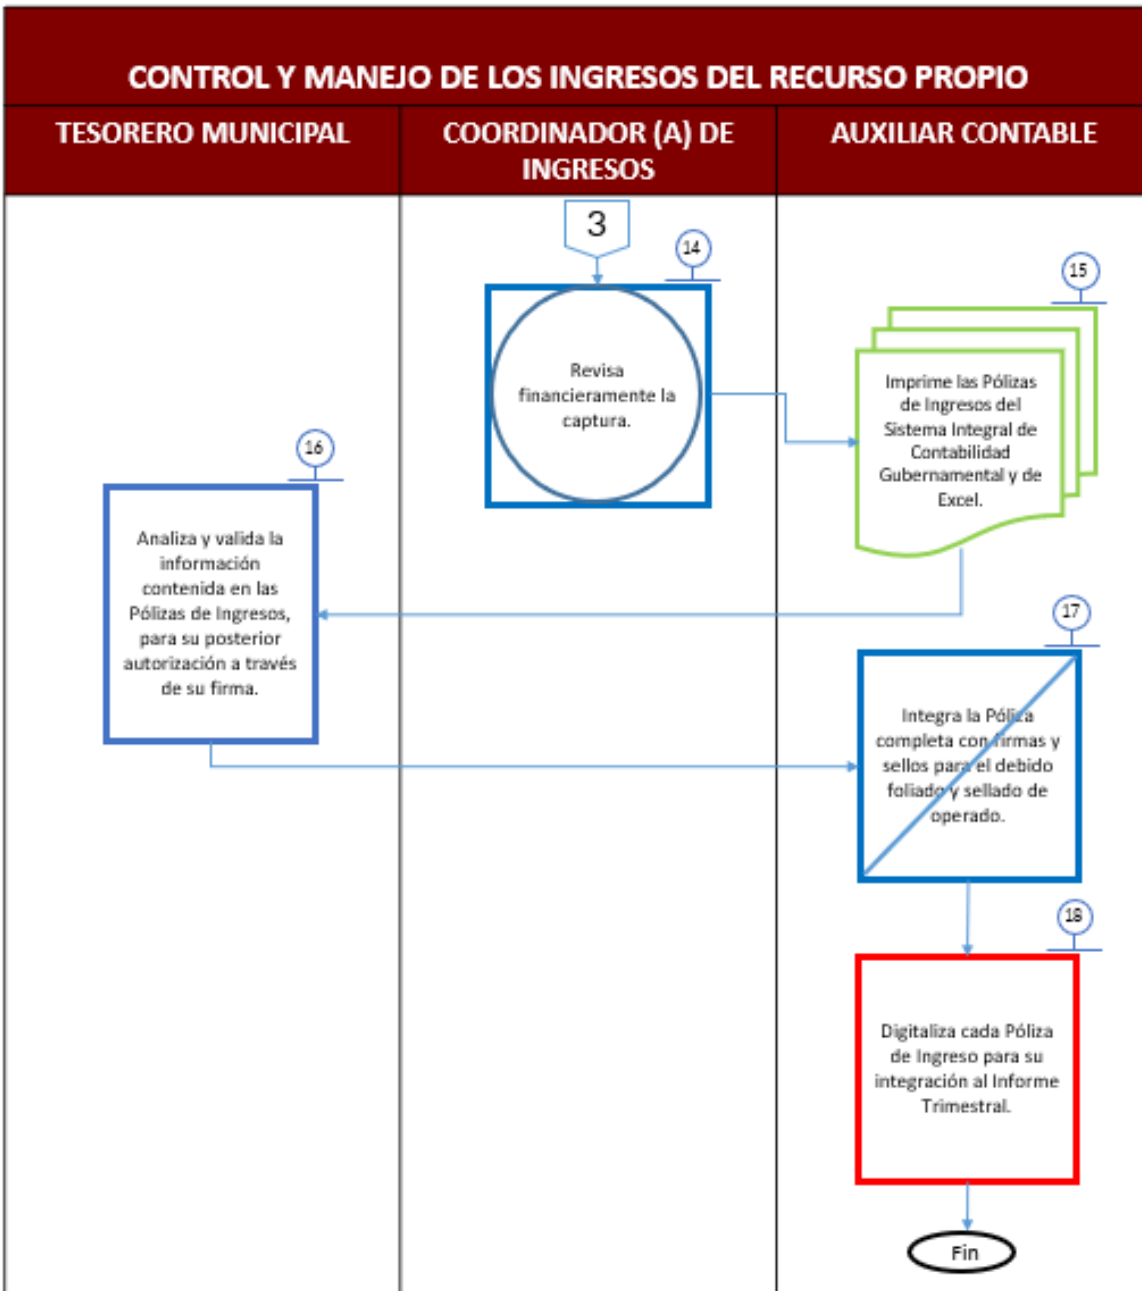 CONTROL Y MANEJO DE LOS INGRESOS DEL RECURSO PROPIO
TESORERO MUNICIPAL
COORDINADOR (A) DE
INGRESOS
AUXILIAR CONTABLE
3
14
Revisa
financieramente la
captura.
15
Imprime las Pólizas
de Ingresos del
Sistema Integral de
Contabilidad
Gubernamental y de
Excel.
16
Analiza y valida la
información
contenida en las
Pólizas de Ingresos,
para su posterior
autorización a través
de su firma.
17
Integra la Póliza
completa con firmas y
sellos para el debido
foliado y sellado de
operado.
18
Digitaliza cada Póliza
de Ingreso para su
integración al Informe
Trimestral.
Fin